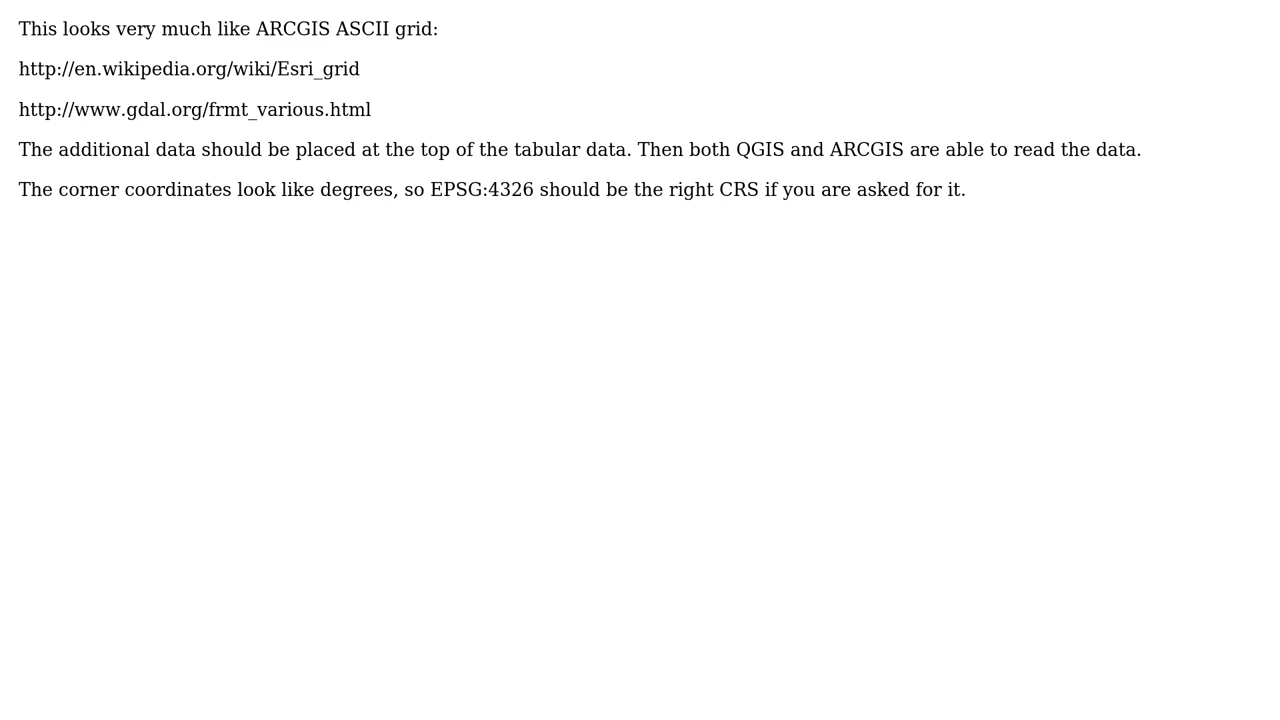 This looks very much like ARCGIS ASCII grid:
http://en.wikipedia.org/wiki/Esri_grid
http://www.gdal.org/frmt_various.html
The additional data should be placed at the top of the tabular data. Then both QGIS and ARCGIS are able to read the data.
The corner coordinates look like degrees, so EPSG:4326 should be the right CRS if you are asked for it.